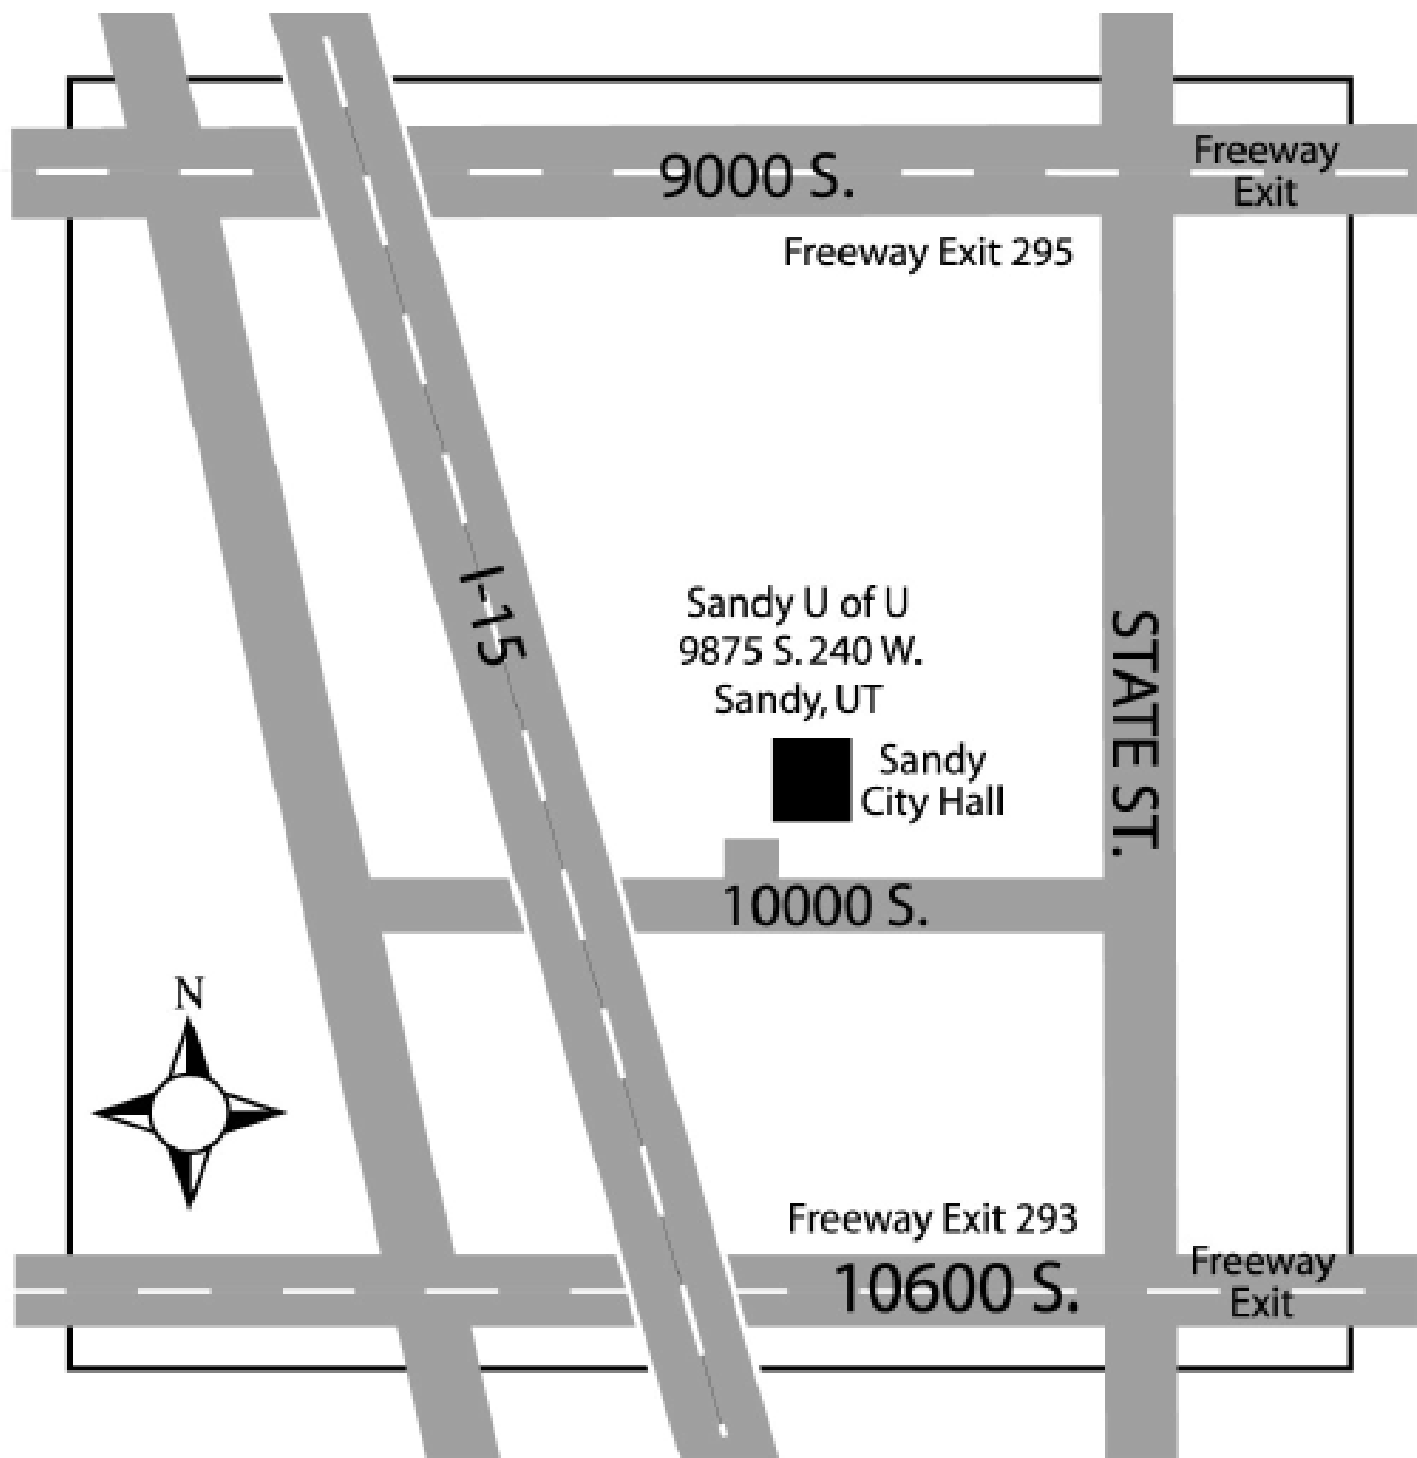 9000 S.
Freeway
Exit
Freeway Exit 295
I-15
Sandy U of U
9875 S. 240 W.
Sandy, UT
Sandy
City Hall
STATE ST.
10000 S.
N
Freeway Exit 293
10600 S.
Freeway
Exit